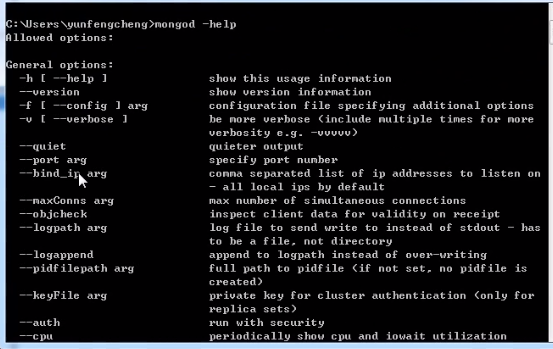 C:\Users\yunfengcheng>mongod -help
Allowed options:
General options:
-h [ --help ] show this usage information
--version show version information
-f [ --config ] arg configuration file specifying additional options
-v [ --verbose ] be more verbose (include multiple times for more
verbosity e.g. -vvvvv)
--quiet quieter output
--port arg specify port number
--bind_ip arg comma separated list of ip addresses to listen on
- all local ips by default
--maxConns arg max number of simultaneous connections
--objcheck inspect client data for validity on receipt
--logpath arg log file to send write to instead of stdout - has
to be a file, not directory
--logappend append to logpath instead of over-writing
--pidfilepath arg full path to pidfile (if not set, no pidfile is
created)
--keyFile arg private key for cluster authentication (only for
replica sets)
--auth run with security
--cpu periodically show cpu and iowait utilization